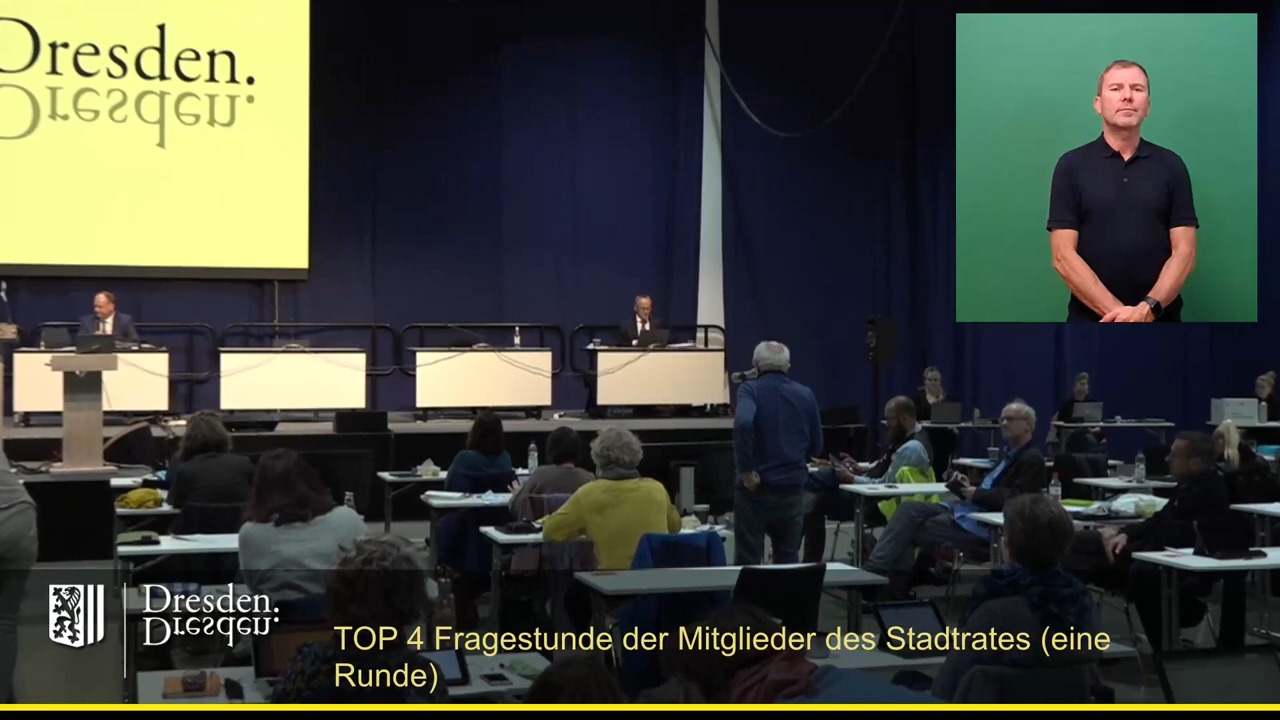 Dresden.
Dresden.
Dresden.
Dresden.
TOP 4 Fragestunde der Mitglieder des Stadtrates (eine
Runde)